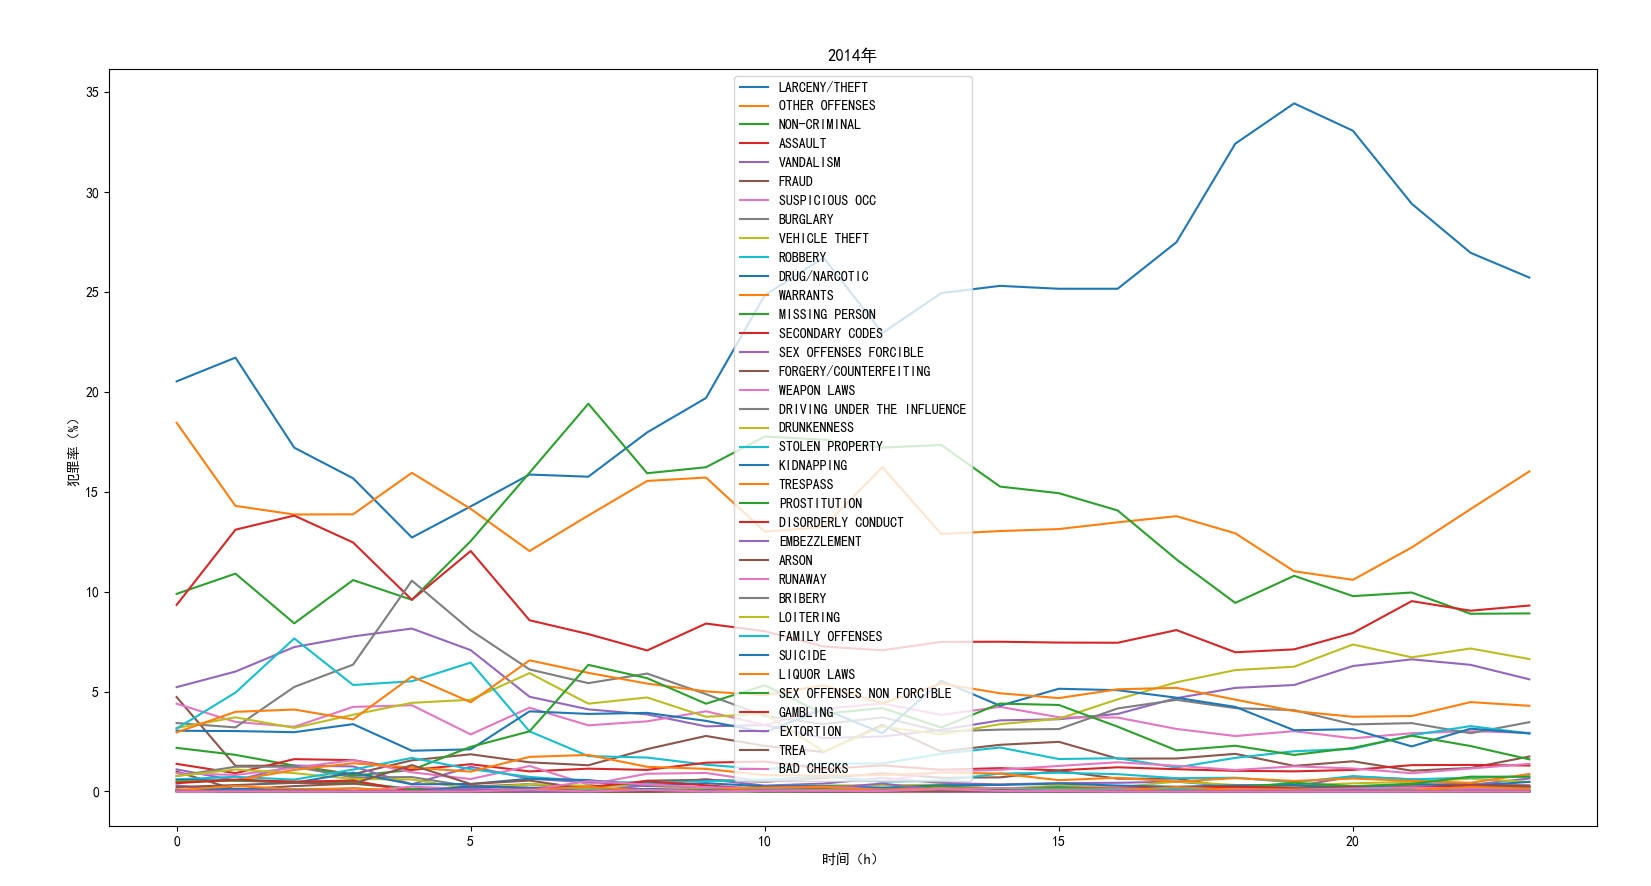 2014年
35
30
25
20
15
10
5
0
犯罪率（%）
LARCENY/THEFT
OTHER OFFENSES
NON-CRIMINAL
ASSAULT
VANDALISM
FRAUD
SUSPICIOUS OCC
BURGLARY
VEHICLE THEFT
ROBBERY
DRUG/NARCOTIC
WARRANTS
MISSING PERSON
SECONDARY CODES
SEX OFFENSES FORCIBLE
FORGERY/COUNTERFEITING
WEAPON LAWS
DRIVING UNDER THE INFLUENCE
DRUNKENNESS
STOLEN PROPERTY
KIDNAPPING
TRESPASS
PROSTITUTION
DISORDERLY CONDUCT
EMBEZZLEMENT
ARSON
RUNAWAY
BRIBERY
LOITERING
FAMILY OFFENSES
SUICIDE
LIQUOR LAWS
SEX OFFENSES NON FORCIBLE
GAMBLING
EXTORTION
TREA
BAD CHECKS
0 5 10 15 20
时间（h）